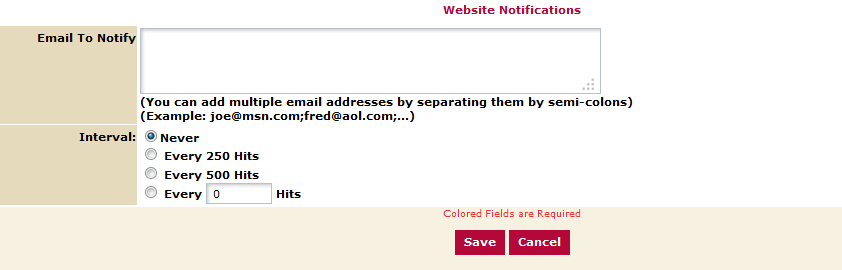 Website Notifications
Email To Notify
(You can add multiple email addresses by separating them by semi-colons)
(Example: joe@msn.com;fred@aol.com;...)
Interval:
Never
Every 250 Hits
Every 500 Hits
Every 0 Hits
Colored Fields are Required
Save Cancel